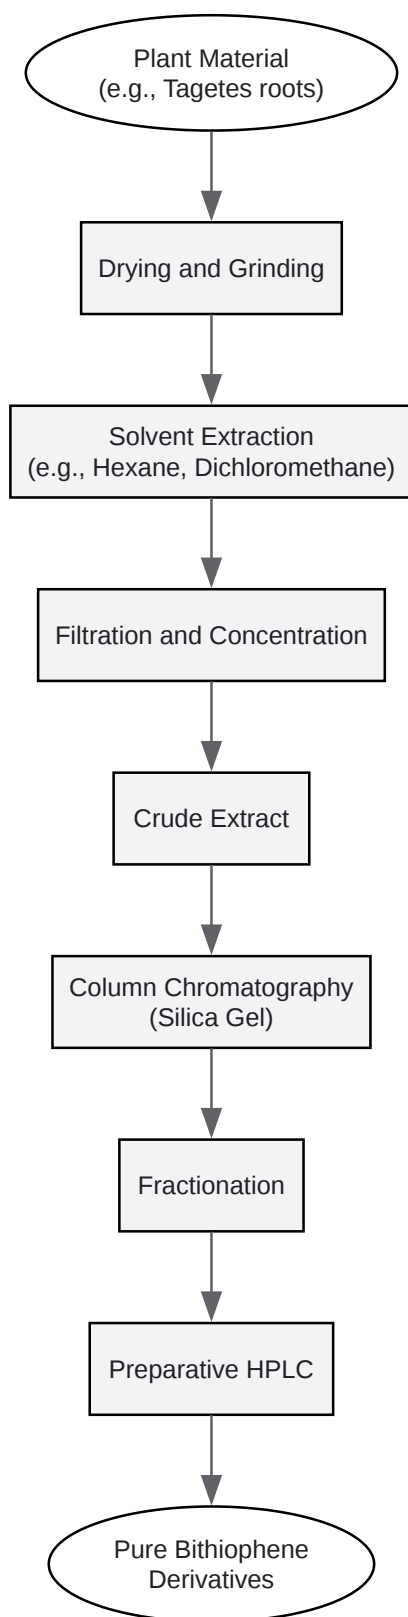 Plant Material
(e.g., Tagetes roots)
Drying and Grinding
Solvent Extraction
(e.g., Hexane, Dichloromethane)
Filtration and Concentration
Crude Extract
Column Chromatography
(Silica Gel)
Fractionation
Preparative HPLC
Pure Bithiophene
Derivatives